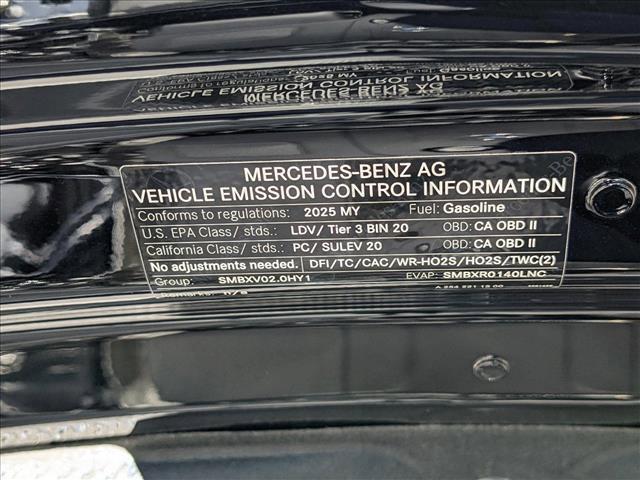 MERCEDES-BENZ AG
VEHICLE EMISSION CONTROL INFORMATION
Conforms to regulations: 2025 MY Fuel: Gasoline
U.S. EPA Class/ stds.: LDV/ Tier 3 BIN 20 OBD: CA OBD II
California Class/ stds.: PC/ SULEV 20 OBD: CA OBD II
No adjustments needed. DFI/TC/CAC/WR-HO2S/HO2S/TWC(2)
Group: SMBXV02.0HY1 EVAP: SMBXR0140LNC
Remarks: n/a